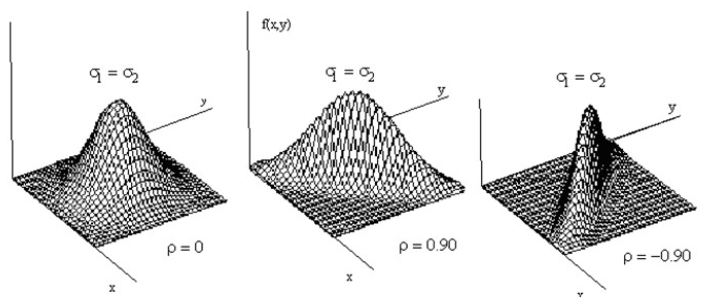 σ₁ = σ₂
y
ρ = 0
x
f(x,y)
σ₁ = σ₂
y
ρ = 0.90
x
σ₁ = σ₂
y
ρ = −0.90
x